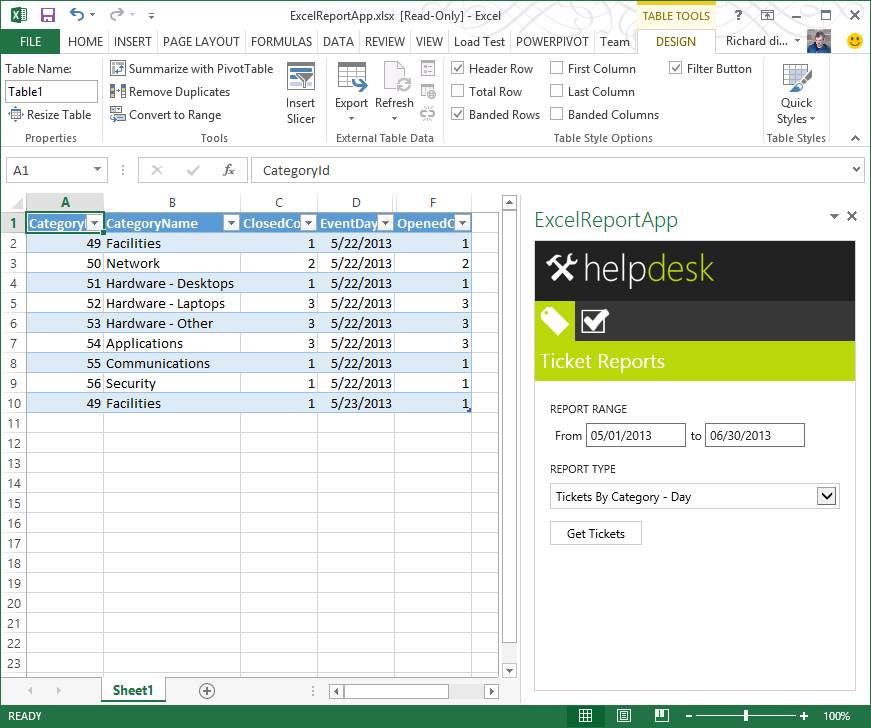 ExcelReportApp.xlsx [Read-Only] - Excel
TABLE TOOLS
?
FILE HOME INSERT PAGE LAYOUT FORMULAS DATA REVIEW VIEW Load Test POWERPIVOT Team DESIGN Richard di...
Table Name:
Table1
Resize Table
Properties
Summarize with PivotTable
Remove Duplicates
Convert to Range
Tools
Insert
Slicer
Export
Refresh
External Table Data
Header Row
Total Row
Banded Rows
First Column
Last Column
Banded Columns
Filter Button
Table Style Options
Quick
Styles
Table Styles
A1 fx CategoryId
A B C D F
1 Category CategoryName ClosedCo EventDay OpenedC
2 49 Facilities 1 5/22/2013 1
3 50 Network 2 5/22/2013 2
4 51 Hardware - Desktops 1 5/22/2013 1
5 52 Hardware - Laptops 3 5/22/2013 3
6 53 Hardware - Other 3 5/22/2013 3
7 54 Applications 3 5/22/2013 3
8 55 Communications 1 5/22/2013 1
9 56 Security 1 5/22/2013 1
10 49 Facilities 1 5/23/2013 1
11
12
13
14
15
16
17
18
19
20
21
22
23
Sheet1
ExcelReportApp
helpdesk
Ticket Reports
REPORT RANGE
From 05/01/2013 to 06/30/2013
REPORT TYPE
Tickets By Category - Day
Get Tickets
READY
100%